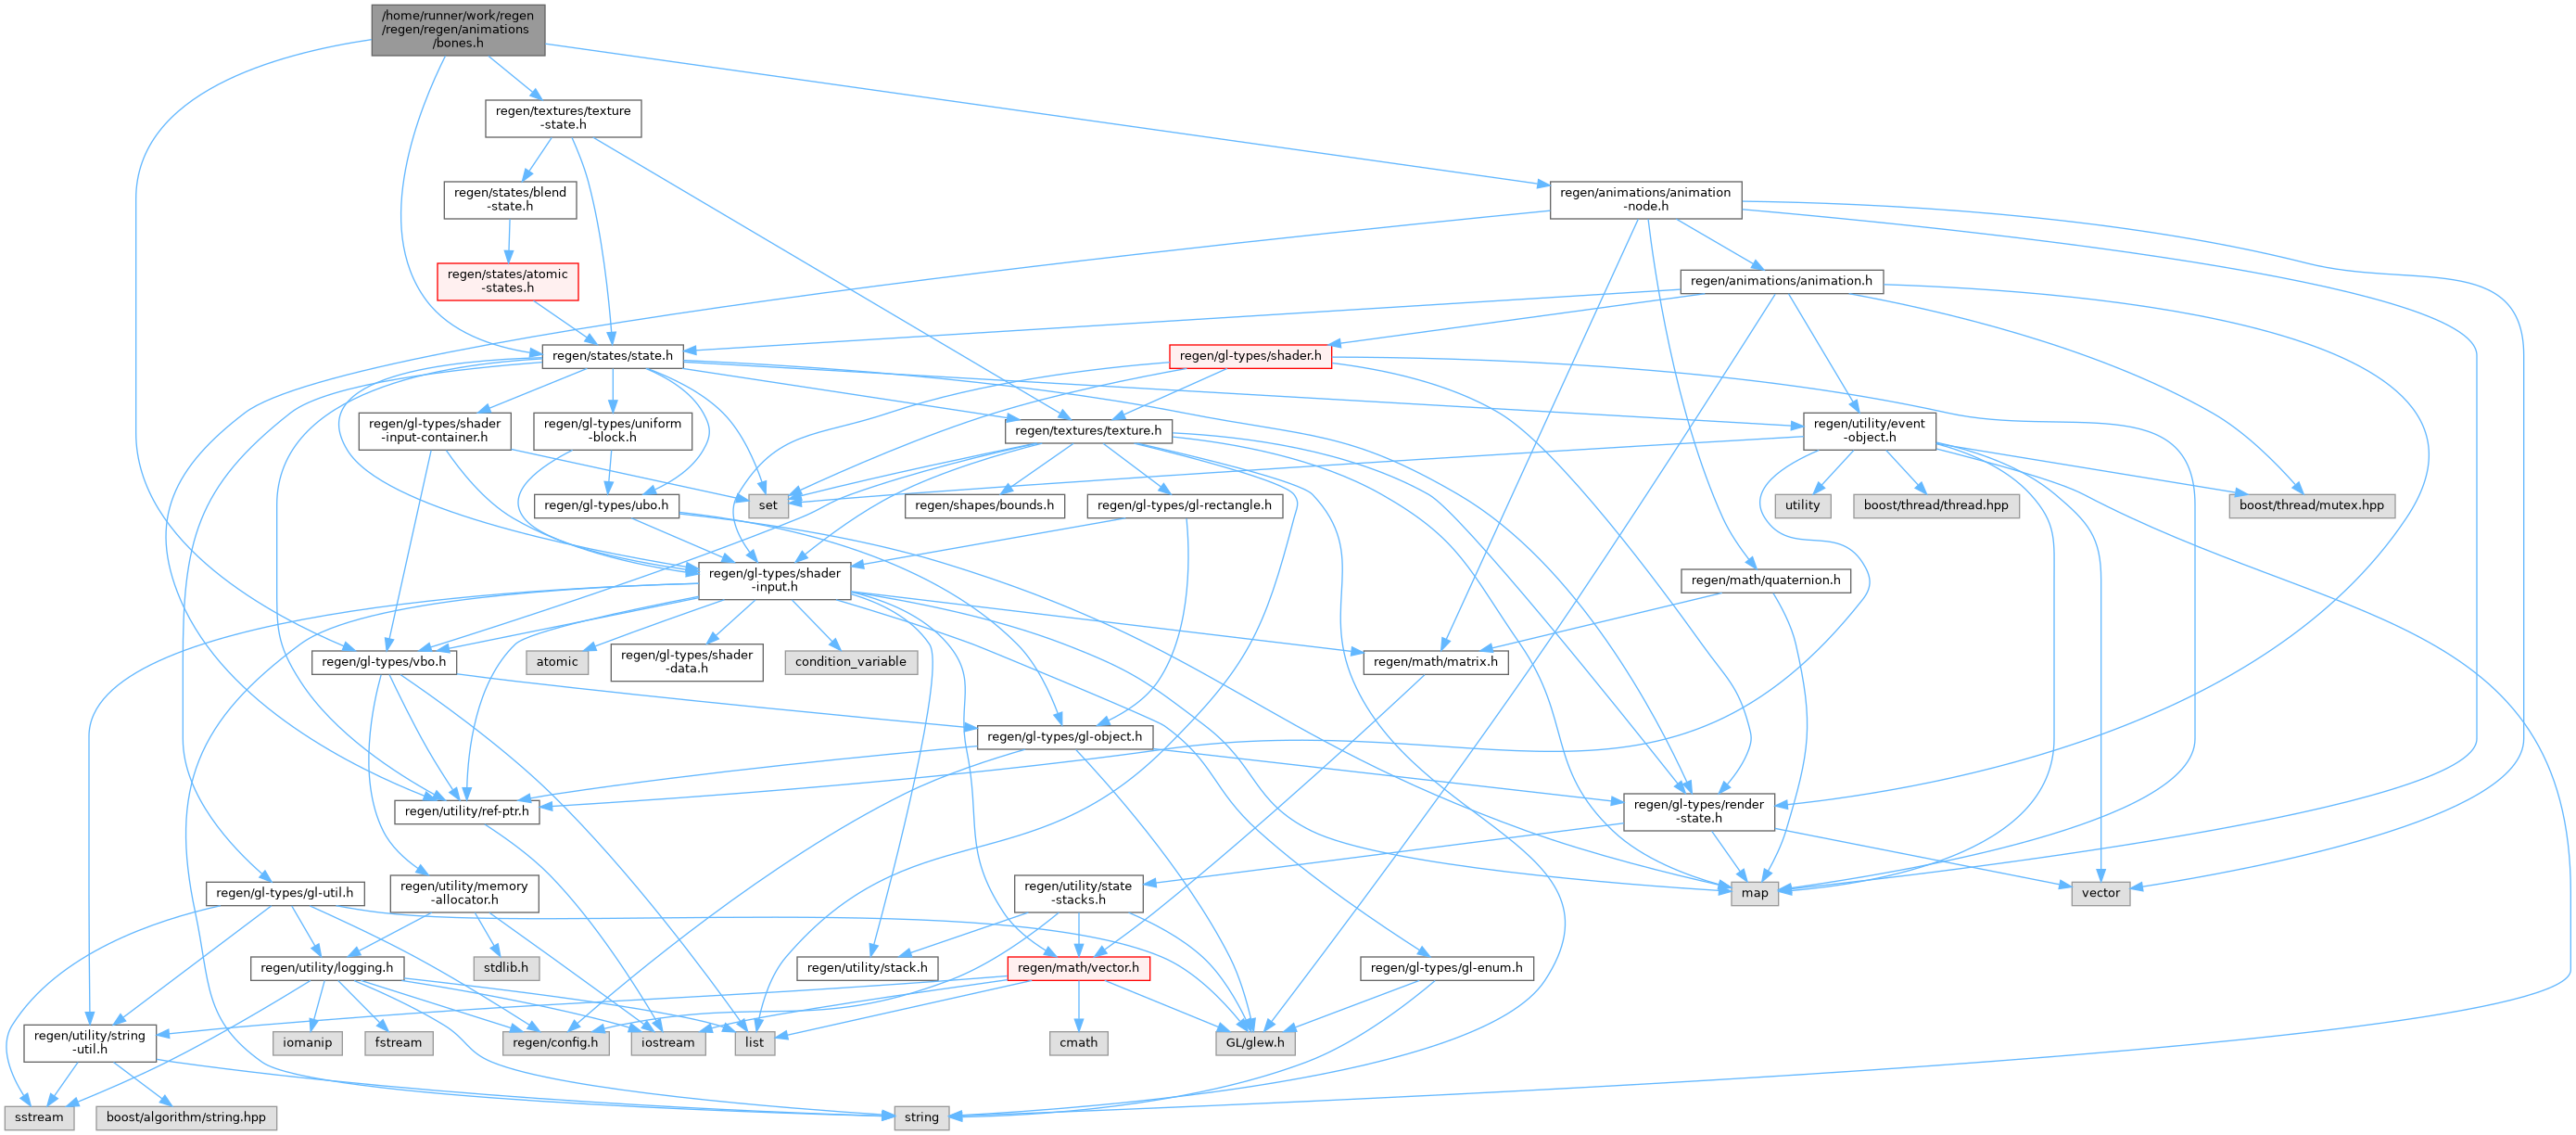 /home/runner/work/regen
/regen/regen/animations
/bones.h
regen/textures/texture
-state.h
regen/states/blend
-state.h
regen/animations/animation
-node.h
regen/states/atomic
-states.h
regen/animations/animation.h
regen/states/state.h
regen/gl-types/shader.h
regen/gl-types/shader
-input-container.h
regen/gl-types/uniform
-block.h
regen/textures/texture.h
regen/utility/event
-object.h
regen/gl-types/ubo.h
set
regen/shapes/bounds.h
regen/gl-types/gl-rectangle.h
utility
boost/thread/thread.hpp
boost/thread/mutex.hpp
regen/gl-types/shader
-input.h
regen/math/quaternion.h
regen/gl-types/vbo.h
atomic
regen/gl-types/shader
-data.h
condition_variable
regen/math/matrix.h
regen/gl-types/gl-object.h
regen/utility/ref-ptr.h
regen/gl-types/render
-state.h
regen/gl-types/gl-util.h
regen/utility/memory
-allocator.h
regen/utility/state
-stacks.h
map
vector
regen/utility/logging.h
stdlib.h
regen/utility/stack.h
regen/math/vector.h
regen/gl-types/gl-enum.h
regen/utility/string
-util.h
iomanip
fstream
regen/config.h
iostream
list
cmath
GL/glew.h
sstream
boost/algorithm/string.hpp
string